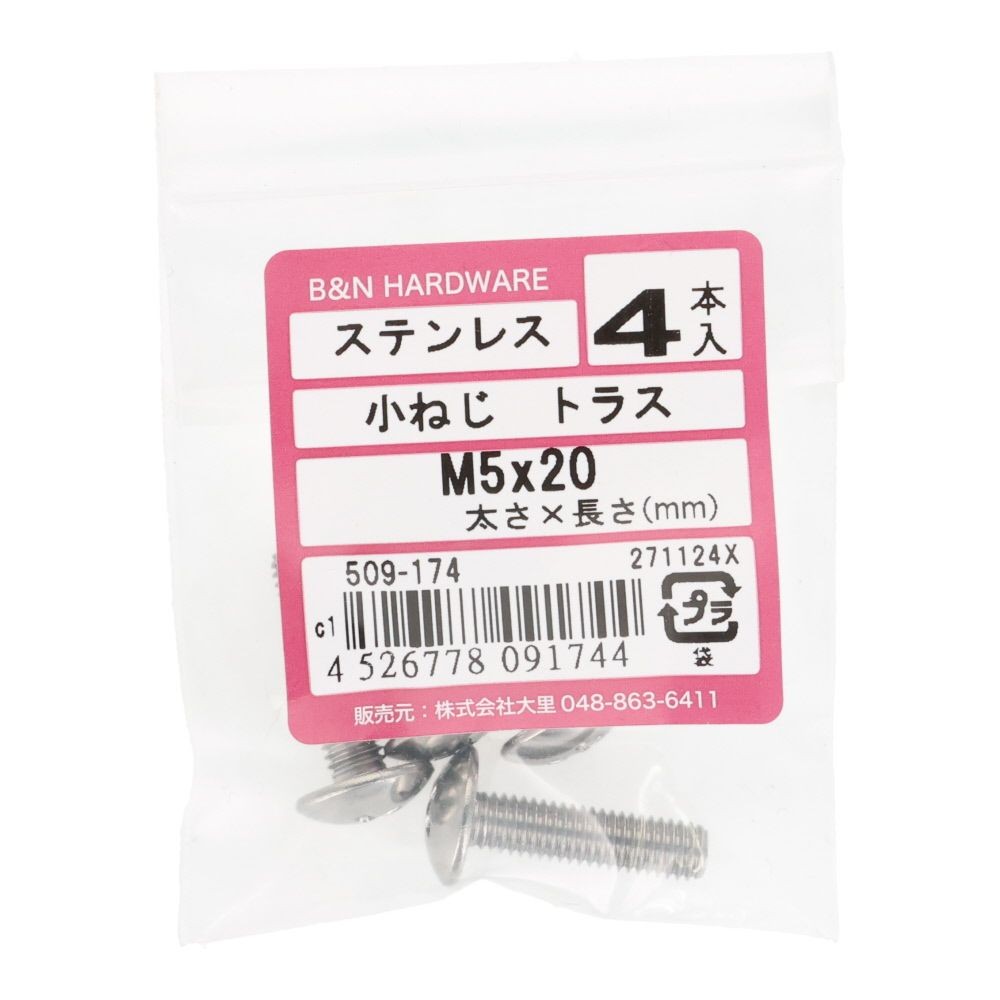 B&N HARDWARE
ステンレス
4本入
小ねじ トラス
M5x20
太さ×長さ(mm)
509-174
271124X
c1
プラ
袋
4 526778 091744
販売元：株式会社大里 048-863-6411